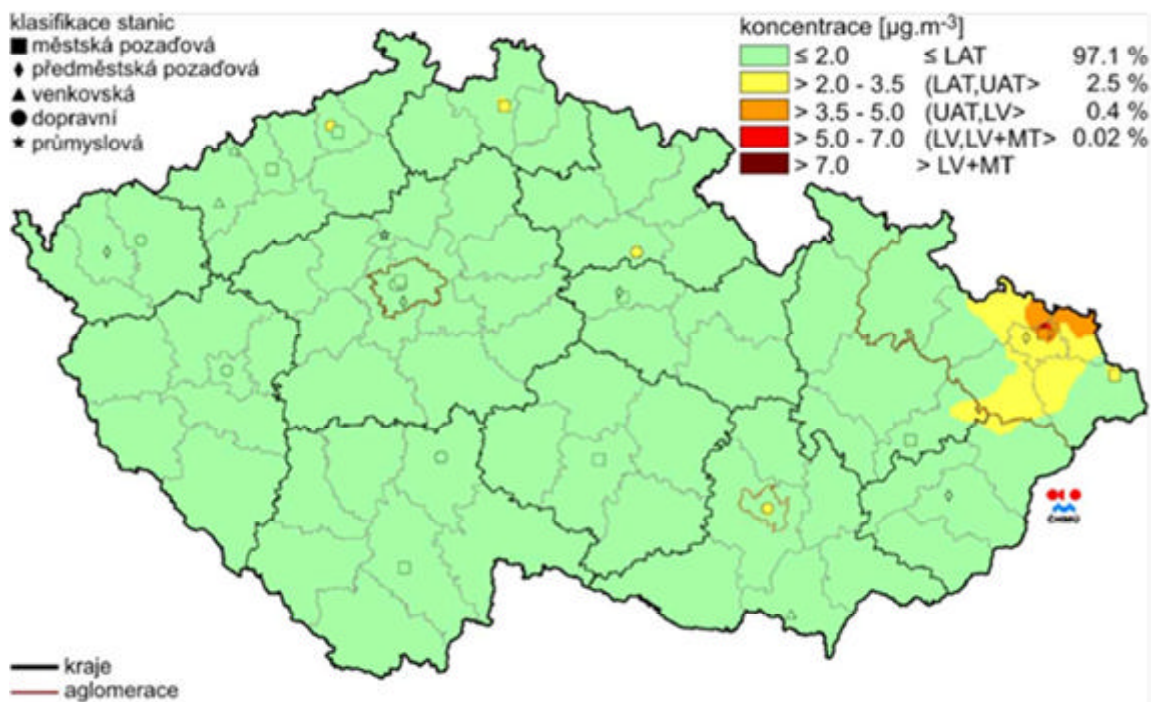 klasifikace stanic
městská pozaďová
předměstská pozaďová
venkovská
dopravní
průmyslová
koncentrace [µg.m⁻³]
≤ 2.0 ≤ LAT 97.1 %
> 2.0 - 3.5 (LAT,UAT> 2.5 %
> 3.5 - 5.0 (UAT,LV> 0.4 %
> 5.0 - 7.0 (LV,LV+MT> 0.02 %
> 7.0 > LV+MT
ČHMÚ
kraje
aglomerace